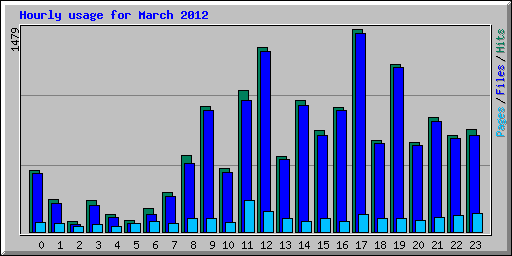 Hourly usage for March 2012
1479
Pages/Files/Hits
0 1 2 3 4 5 6 7 8 9 10 11 12 13 14 15 16 17 18 19 20 21 22 23